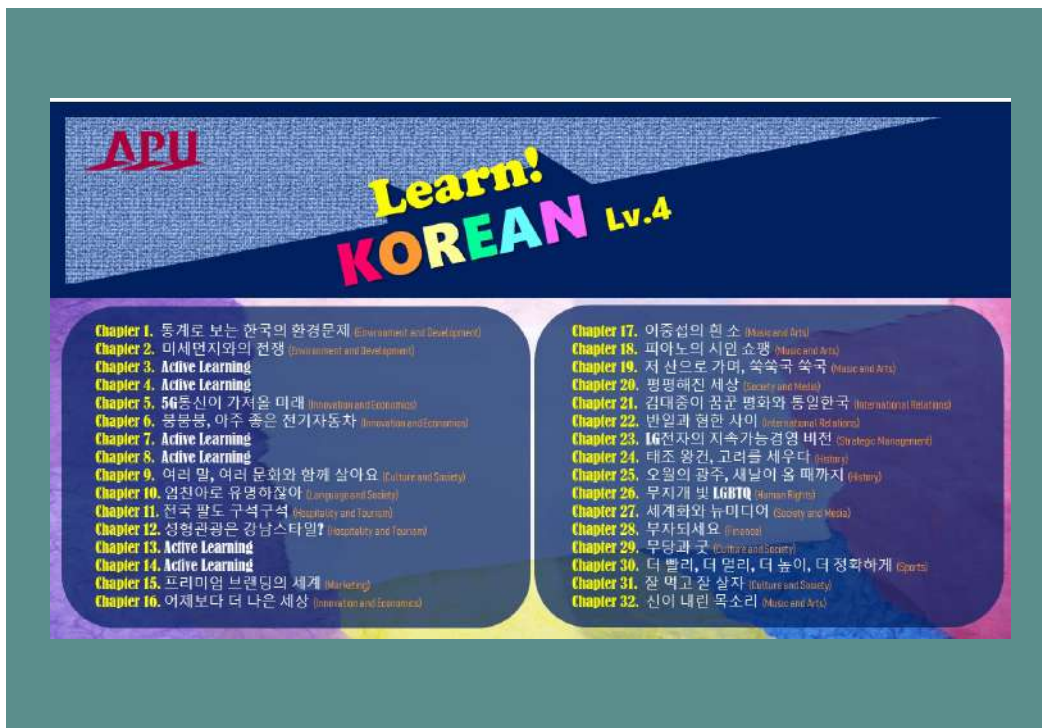 APU
Learn!
KOREAN Lv.4
Chapter 1. 통계로 보는 한국의 환경문제 (Environment and Development)
Chapter 2. 미세먼지와의 전쟁 (Environment and Development)
Chapter 3. Active Learning
Chapter 4. Active Learning
Chapter 5. 5G통신이 가져올 미래 (Innovation and Economics)
Chapter 6. 붕붕붕, 아주 좋은 전기자동차 (Innovation and Economics)
Chapter 7. Active Learning
Chapter 8. Active Learning
Chapter 9. 여러 말, 여러 문화와 함께 살아요 (Culture and Society)
Chapter 10. 엄친아로 유명하잖아 (Language and Society)
Chapter 11. 전국 팔도 구석구석 (Hospitality and Tourism)
Chapter 12. 성형관광은 강남스타일? (Hospitality and Tourism)
Chapter 13. Active Learning
Chapter 14. Active Learning
Chapter 15. 프리미엄 브랜딩의 세계 (Marketing)
Chapter 16. 어제보다 더 나은 세상 (Innovation and Economics)
Chapter 17. 이중섭의 흰 소 (Music and Arts)
Chapter 18. 피아노의 시인 쇼팽 (Music and Arts)
Chapter 19. 저 산으로 가며, 쑥쑥국 쑥국 (Music and Arts)
Chapter 20. 평평해진 세상 (Society and Media)
Chapter 21. 김대중이 꿈꾼 평화와 통일한국 (International Relations)
Chapter 22. 반일과 혐한 사이 (International Relations)
Chapter 23. LG전자의 지속가능경영 비전 (Strategic Management)
Chapter 24. 태조 왕건, 고려를 세우다 (History)
Chapter 25. 오월의 광주, 새날이 올 때까지 (History)
Chapter 26. 무지개 빛 LGBTQ (Human Rights)
Chapter 27. 세계화와 뉴미디어 (Society and Media)
Chapter 28. 부자되세요 (Finance)
Chapter 29. 무당과 굿 (Culture and Society)
Chapter 30. 더 빨리, 더 멀리, 더 높이, 더 정확하게 (Sports)
Chapter 31. 잘 먹고 잘 살자 (Culture and Society)
Chapter 32. 신이 내린 목소리 (Music and Arts)